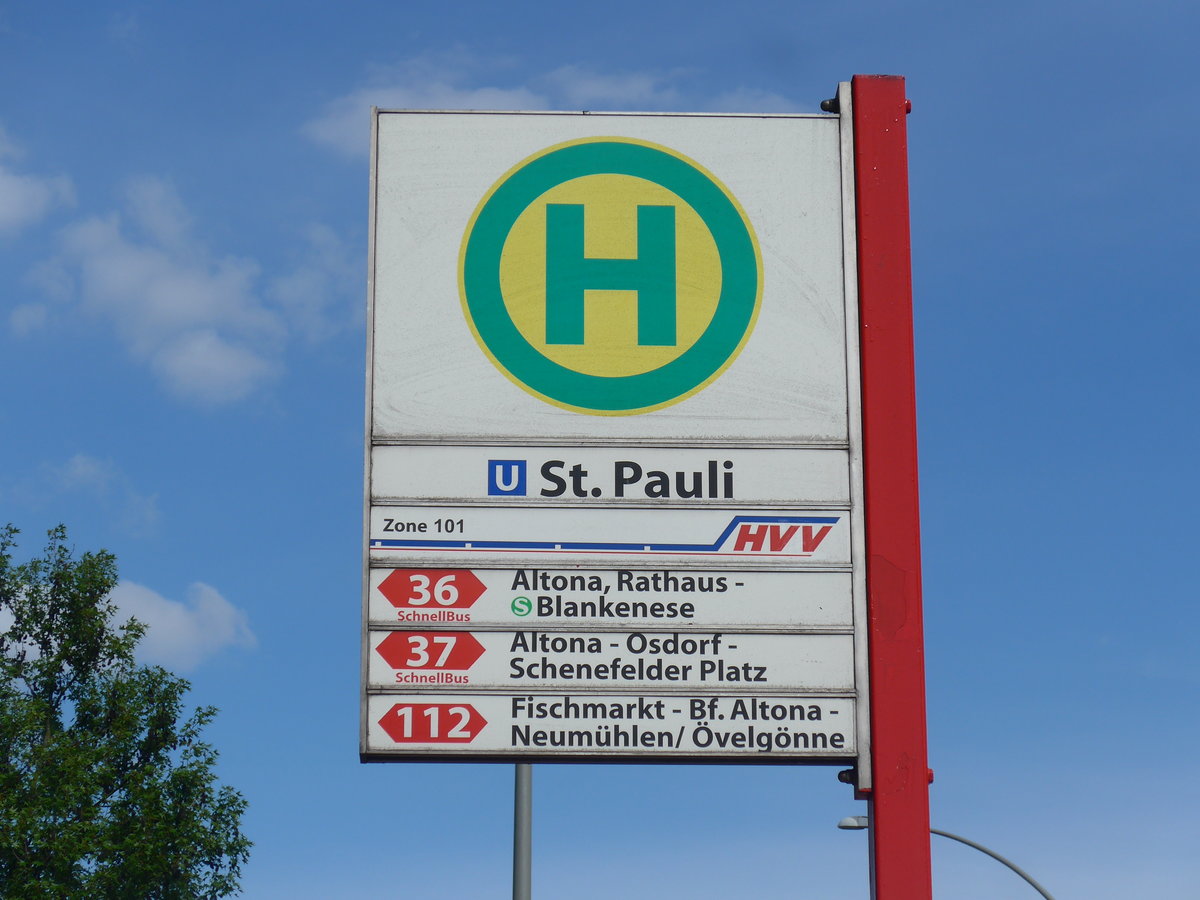 H
U St. Pauli
Zone 101 HVV
36 Altona, Rathaus -
SchnellBus S Blankenese
37 Altona - Osdorf -
SchnellBus Schenefelder Platz
112 Fischmarkt - Bf. Altona -
Neumühlen/ Övelgönne